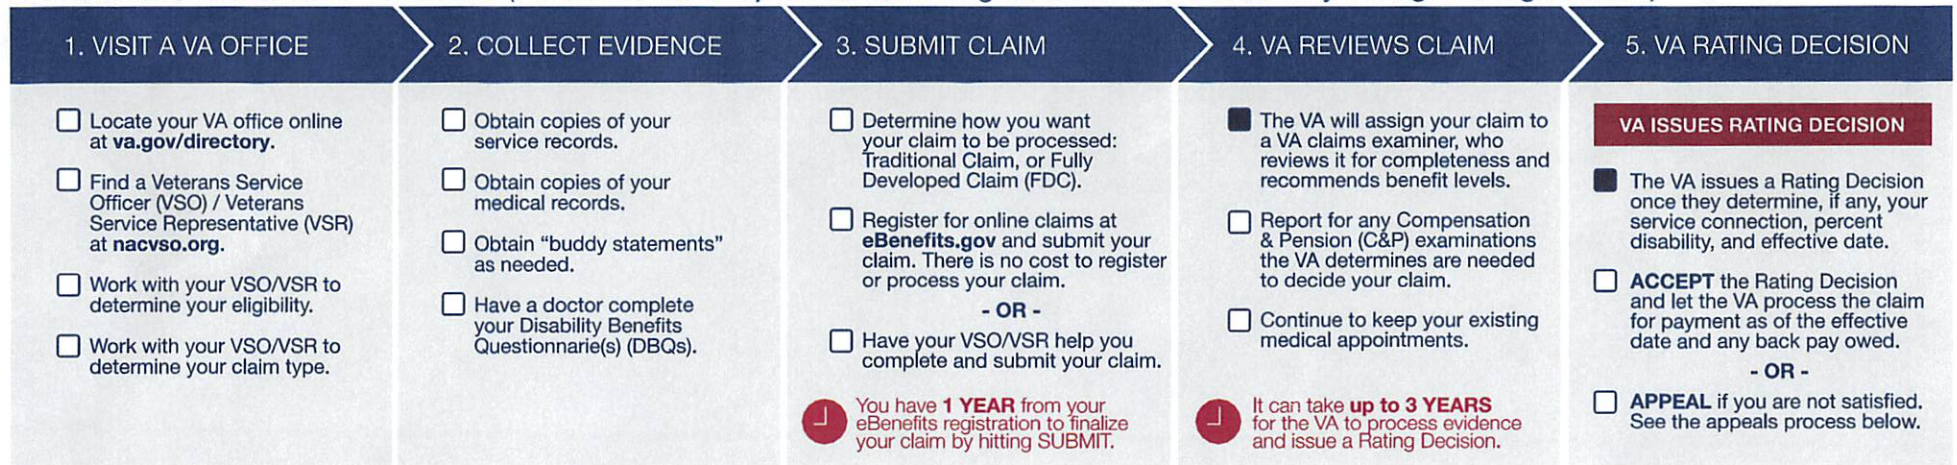 1. VISIT A VA OFFICE
Locate your VA office online
at va.gov/directory.
Find a Veterans Service
Officer (VSO) / Veterans
Service Representative (VSR)
at nacvso.org.
Work with your VSO/VSR to
determine your eligibility.
Work with your VSO/VSR to
determine your claim type.
2. COLLECT EVIDENCE
Obtain copies of your
service records.
Obtain copies of your
medical records.
Obtain “buddy statements”
as needed.
Have a doctor complete
your Disability Benefits
Questionnarie(s) (DBQs).
3. SUBMIT CLAIM
Determine how you want
your claim to be processed:
Traditional Claim, or Fully
Developed Claim (FDC).
Register for online claims at
eBenefits.gov and submit your
claim. There is no cost to register
or process your claim.
- OR -
Have your VSO/VSR help you
complete and submit your claim.
You have 1 YEAR from your
eBenefits registration to finalize
your claim by hitting SUBMIT.
4. VA REVIEWS CLAIM
The VA will assign your claim to
a VA claims examiner, who
reviews it for completeness and
recommends benefit levels.
Report for any Compensation
& Pension (C&P) examinations
the VA determines are needed
to decide your claim.
Continue to keep your existing
medical appointments.
It can take up to 3 YEARS
for the VA to process evidence
and issue a Rating Decision.
5. VA RATING DECISION
VA ISSUES RATING DECISION
The VA issues a Rating Decision
once they determine, if any, your
service connection, percent
disability, and effective date.
ACCEPT the Rating Decision
and let the VA process the claim
for payment as of the effective
date and any back pay owed.
- OR -
APPEAL if you are not satisfied.
See the appeals process below.